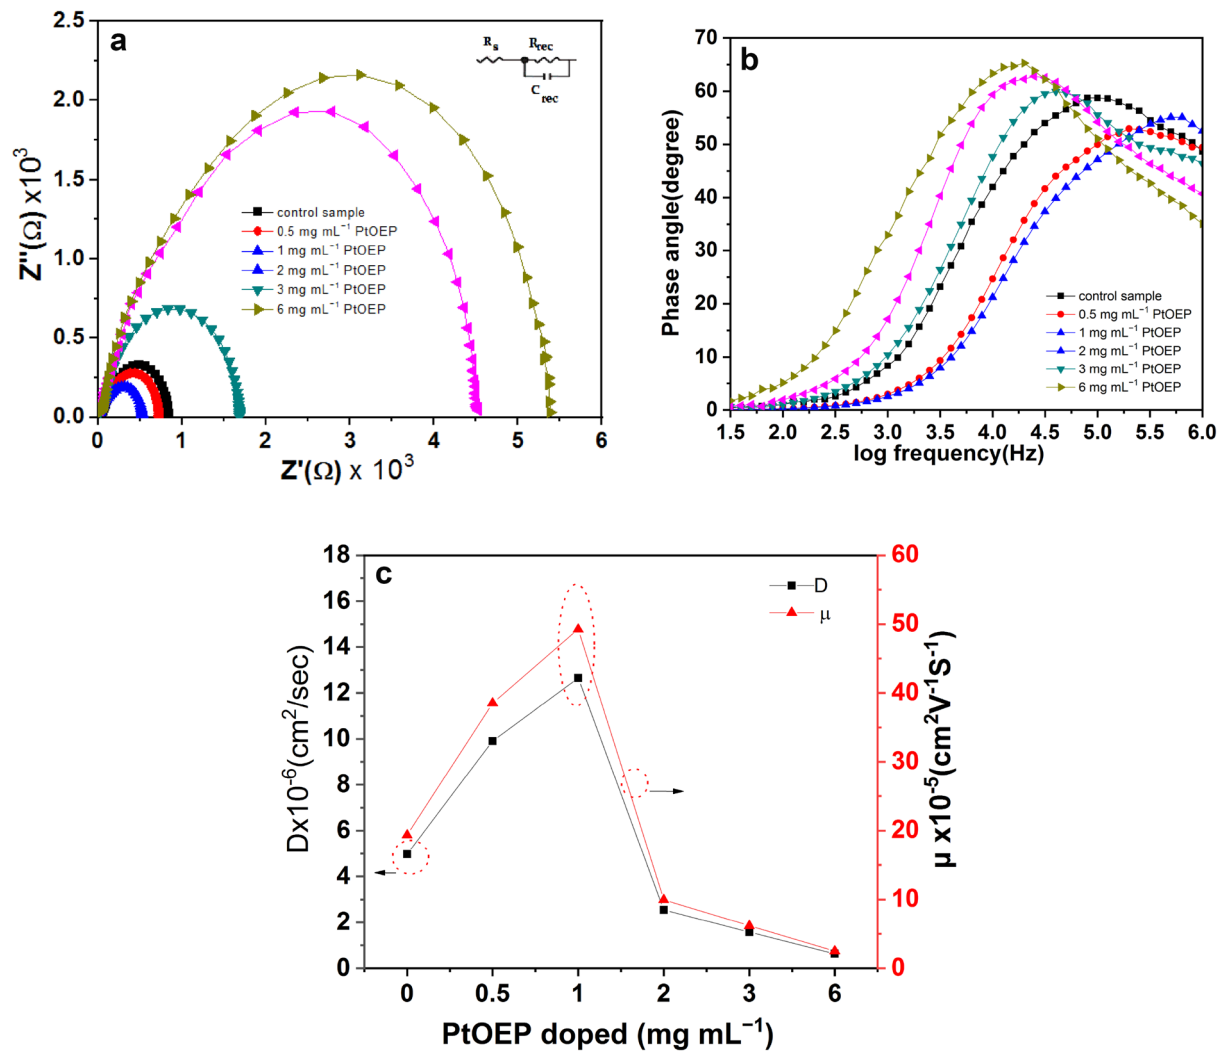 a
2.5
2.0
1.5
1.0
0.5
0.0
Z''(Ω) x10³
0
1
2
3
4
5
6
Z'(Ω) x 10³
R_s
R_rec
C_rec
control sample
0.5 mg mL⁻¹ PtOEP
1 mg mL⁻¹ PtOEP
2 mg mL⁻¹ PtOEP
3 mg mL⁻¹ PtOEP
6 mg mL⁻¹ PtOEP
b
70
60
50
40
30
20
10
0
Phase angle(degree)
1.5
2.0
2.5
3.0
3.5
4.0
4.5
5.0
5.5
6.0
log frequency(Hz)
control sample
0.5 mg mL⁻¹ PtOEP
1 mg mL⁻¹ PtOEP
2 mg mL⁻¹ PtOEP
3 mg mL⁻¹ PtOEP
6 mg mL⁻¹ PtOEP
c
18
16
14
12
10
8
6
4
2
0
Dx10⁻⁶(cm²/sec)
D
μ
60
50
40
30
20
10
0
μ x10⁻⁵(cm²V⁻¹S⁻¹)
0
0.5
1
2
3
6
PtOEP doped (mg mL⁻¹)